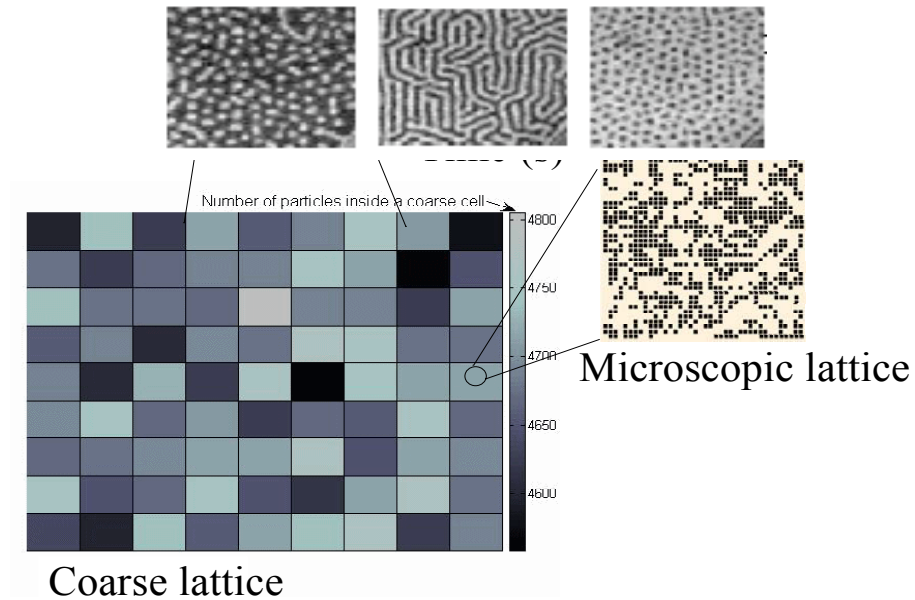 (s)
Number of particles inside a coarse cell
4800
4750
4700
4650
4600
Microscopic lattice
Coarse lattice